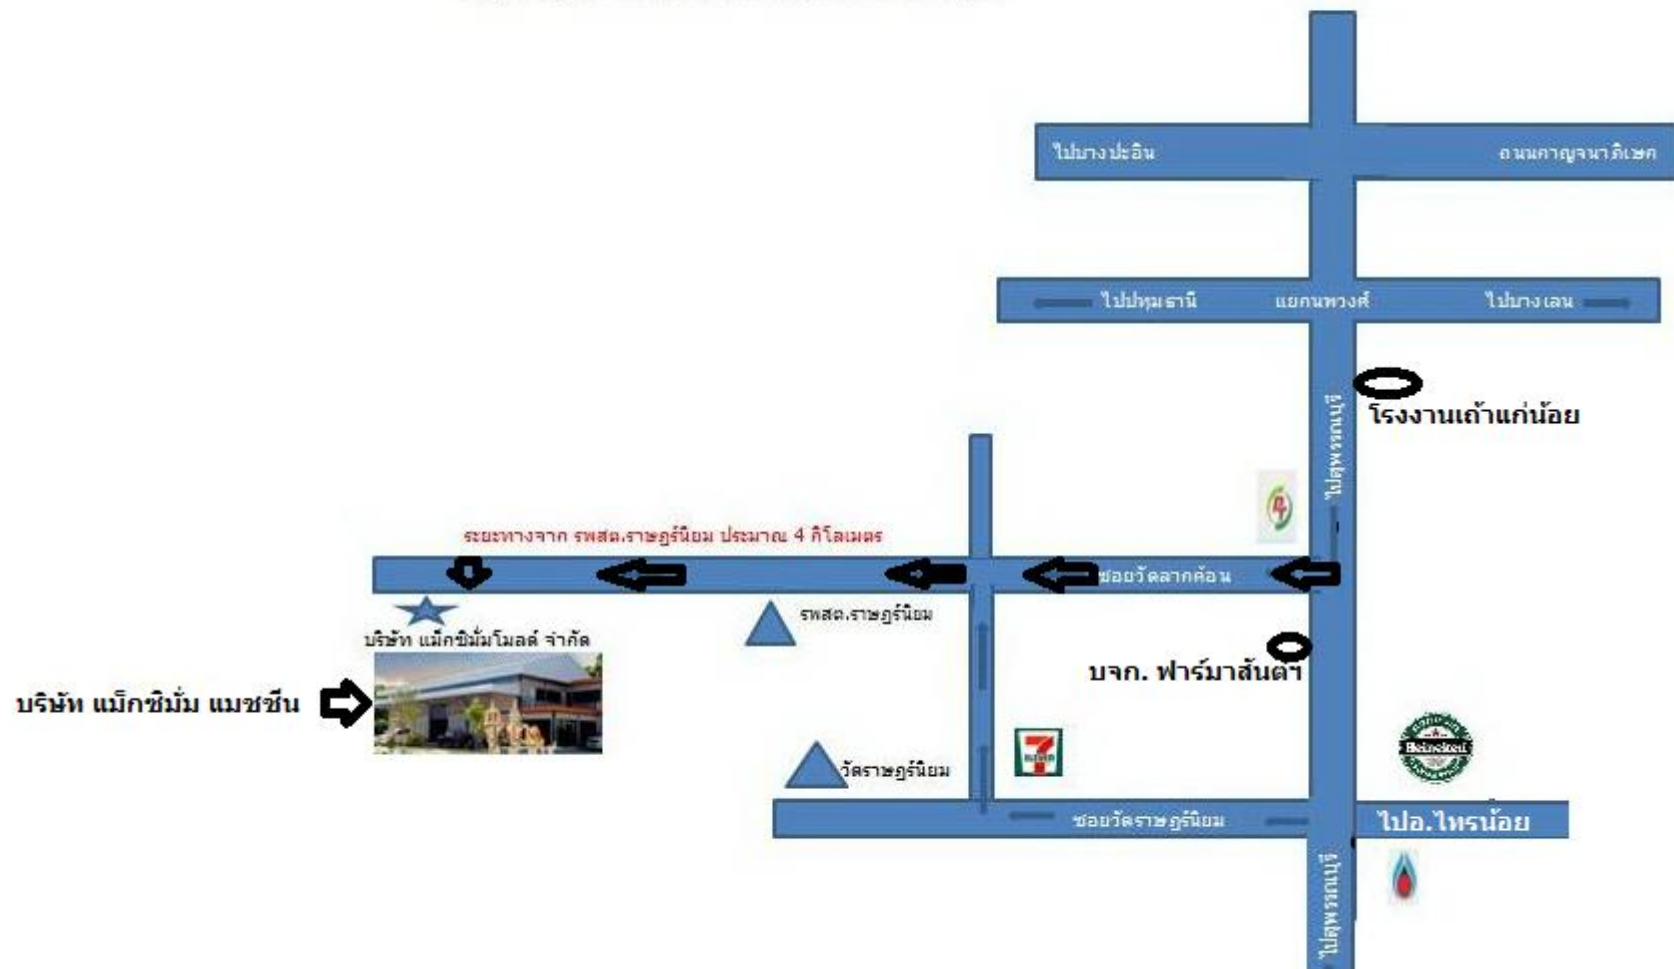 ไปบางปะอิน
ถนนกาญจนาภิเษก
ไปปทุมธานี
แยกนพวงศ์
ไปบางเลน
ไปสุพรรณบุรี
โรงงานเถ้าแก่น้อย
ระยะทางจาก รพสต.ราษฎร์นิยม ประมาณ 4 กิโลเมตร
ซอยวัดลากค้อน
รพสต.ราษฎร์นิยม
บริษัท แม็กซิมั่มโมลด์ จำกัด
บจก. ฟาร์มาสันตฯ
บริษัท แม็กซิมั่ม แมชชีน
7
ELEVEN
Heineken
วัดราษฎร์นิยม
ซอยวัดราษฎร์นิยม
ไปอ.ไทรน้อย
ไปสุพรรณบุรี